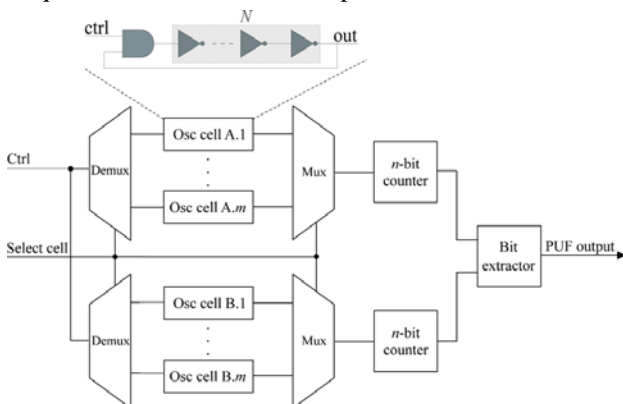 N
ctrl
out
Osc cell A.1
Ctrl
Demux
Mux
n-bit
counter
Osc cell A.m
Select cell
Bit
extractor
PUF output
Osc cell B.1
Demux
Mux
n-bit
counter
Osc cell B.m